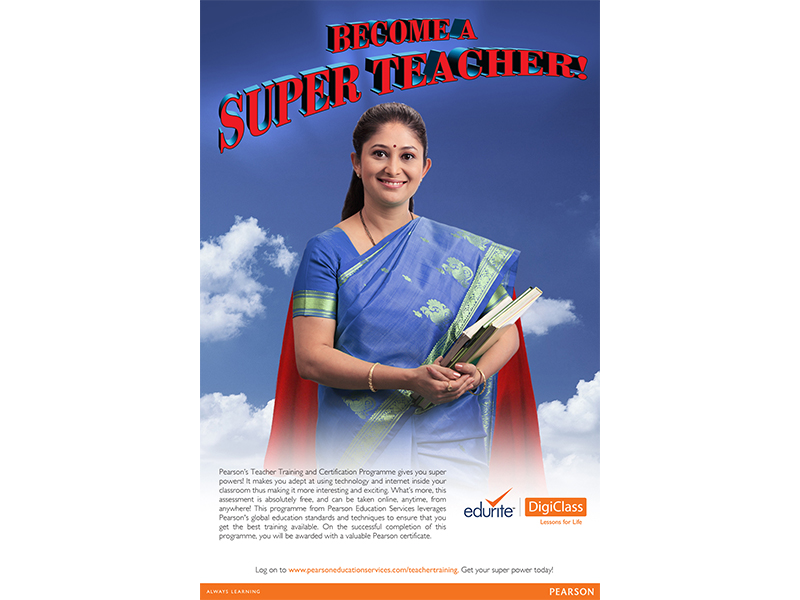 BECOME A
SUPER TEACHER!
Pearson's Teacher Training and Certification Programme gives you super
powers! It makes you adept at using technology and internet inside your
classroom thus making it more interesting and exciting. What's more, this
assessment is absolutely free, and can be taken online, anytime, from
anywhere! This programme from Pearson Education Services leverages
Pearson's global education standards and techniques to ensure that you
get the best training available. On the successful completion of this
programme, you will be awarded with a valuable Pearson certificate.
edurite
DigiClass
Lessons for Life
Log on to www.pearsoneducationservices.com/teachertraining. Get your super power today!
ALWAYS LEARNING
PEARSON